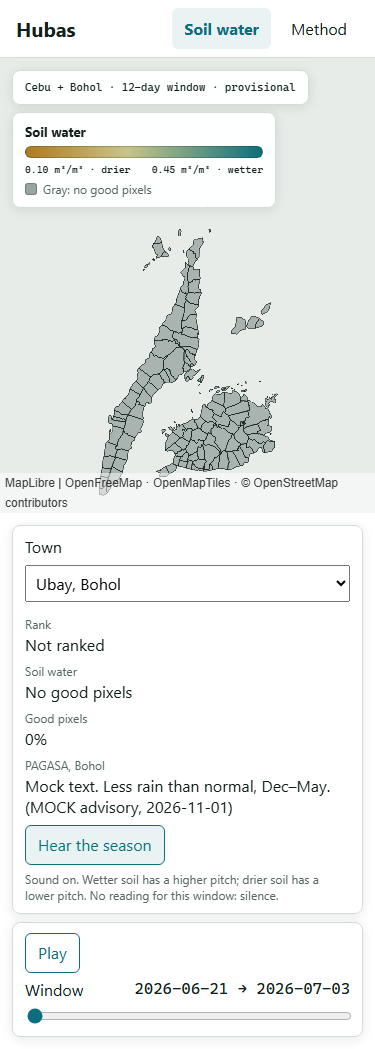 Hubas
Soil water
Method
Cebu + Bohol · 12-day window · provisional
Soil water
0.10 m³/m³ · drier
0.45 m³/m³ · wetter
Gray: no good pixels
MapLibre | OpenFreeMap · OpenMapTiles · © OpenStreetMap
contributors
Town
Ubay, Bohol
Rank
Not ranked
Soil water
No good pixels
Good pixels
0%
PAGASA, Bohol
Mock text. Less rain than normal, Dec–May.
(MOCK advisory, 2026-11-01)
Hear the season
Sound on. Wetter soil has a higher pitch; drier soil has a
lower pitch. No reading for this window: silence.
Play
Window
2026-06-21 → 2026-07-03